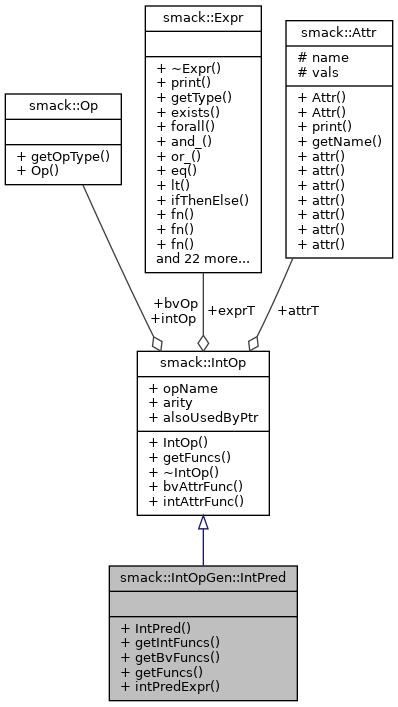 smack::Op
+ getOpType()
+ Op()
smack::Expr
+ ~Expr()
+ print()
+ getType()
+ exists()
+ forall()
+ and_()
+ or_()
+ eq()
+ lt()
+ ifThenElse()
+ fn()
+ fn()
+ fn()
and 22 more...
smack::Attr
# name
# vals
+ Attr()
+ Attr()
+ print()
+ getName()
+ attr()
+ attr()
+ attr()
+ attr()
+ attr()
+ attr()
+ attr()
+bvOp
+intOp
+exprT
+attrT
smack::IntOp
+ opName
+ arity
+ alsoUsedByPtr
+ IntOp()
+ getFuncs()
+ ~IntOp()
+ bvAttrFunc()
+ intAttrFunc()
smack::IntOpGen::IntPred
+ IntPred()
+ getIntFuncs()
+ getBvFuncs()
+ getFuncs()
+ intPredExpr()